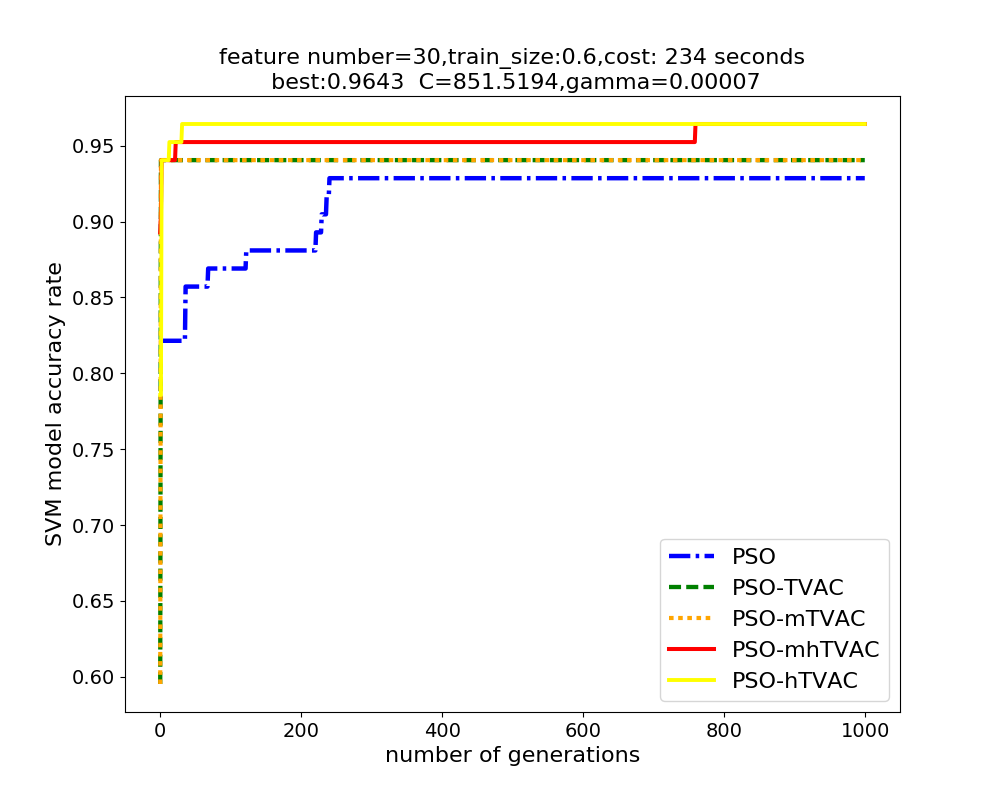 feature number=30,train_size:0.6,cost: 234 seconds
best:0.9643  C=851.5194,gamma=0.00007
SVM model accuracy rate
0.95
0.90
0.85
0.80
0.75
0.70
0.65
0.60
PSO
PSO-TVAC
PSO-mTVAC
PSO-mhTVAC
PSO-hTVAC
0 200 400 600 800 1000
number of generations